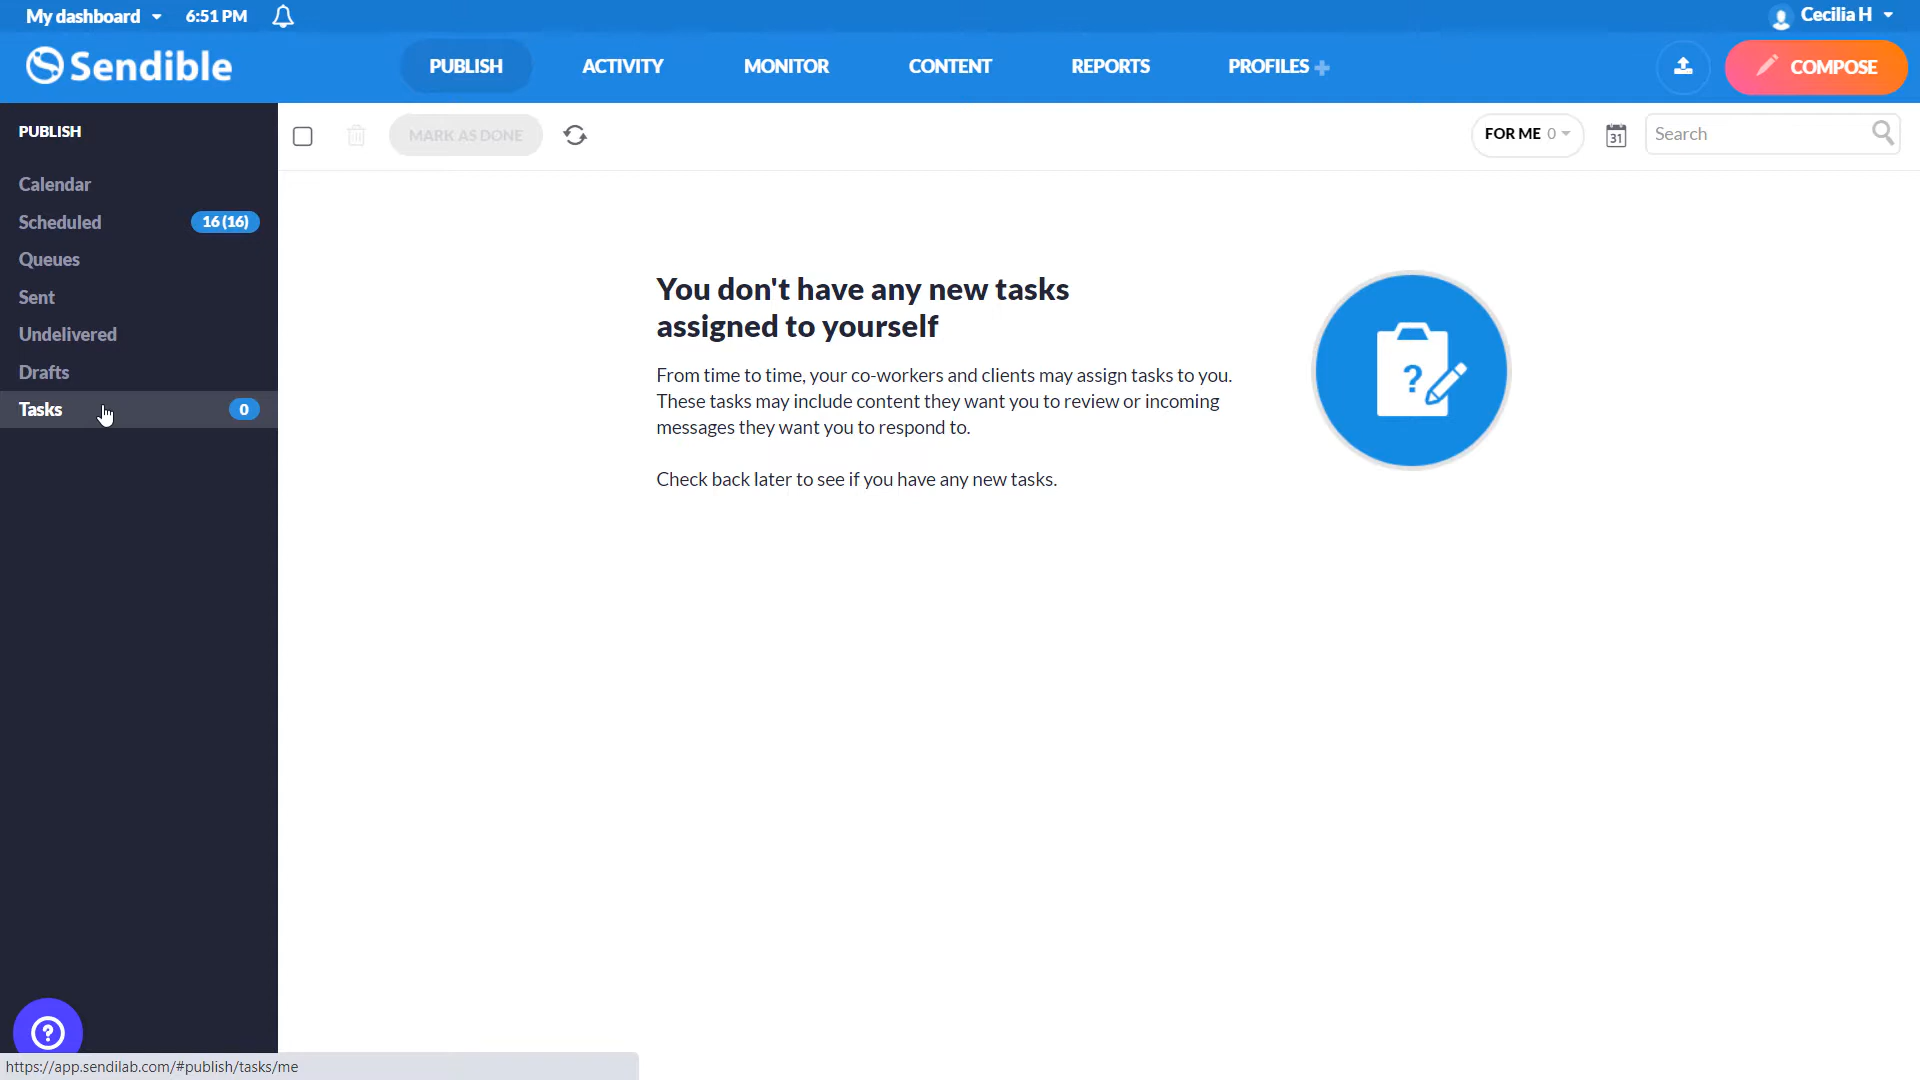 My dashboard 6:51 PM Cecilia H
Sendible PUBLISH ACTIVITY MONITOR CONTENT REPORTS PROFILES COMPOSE
PUBLISH
MARK AS DONE FOR ME 0 31 Search
Calendar
Scheduled 16 (16)
Queues
Sent
Undelivered
Drafts
Tasks 0
You don't have any new tasks
assigned to yourself
From time to time, your co-workers and clients may assign tasks to you.
These tasks may include content they want you to review or incoming
messages they want you to respond to.
Check back later to see if you have any new tasks.
?
?
https://app.sendilab.com/#publish/tasks/me